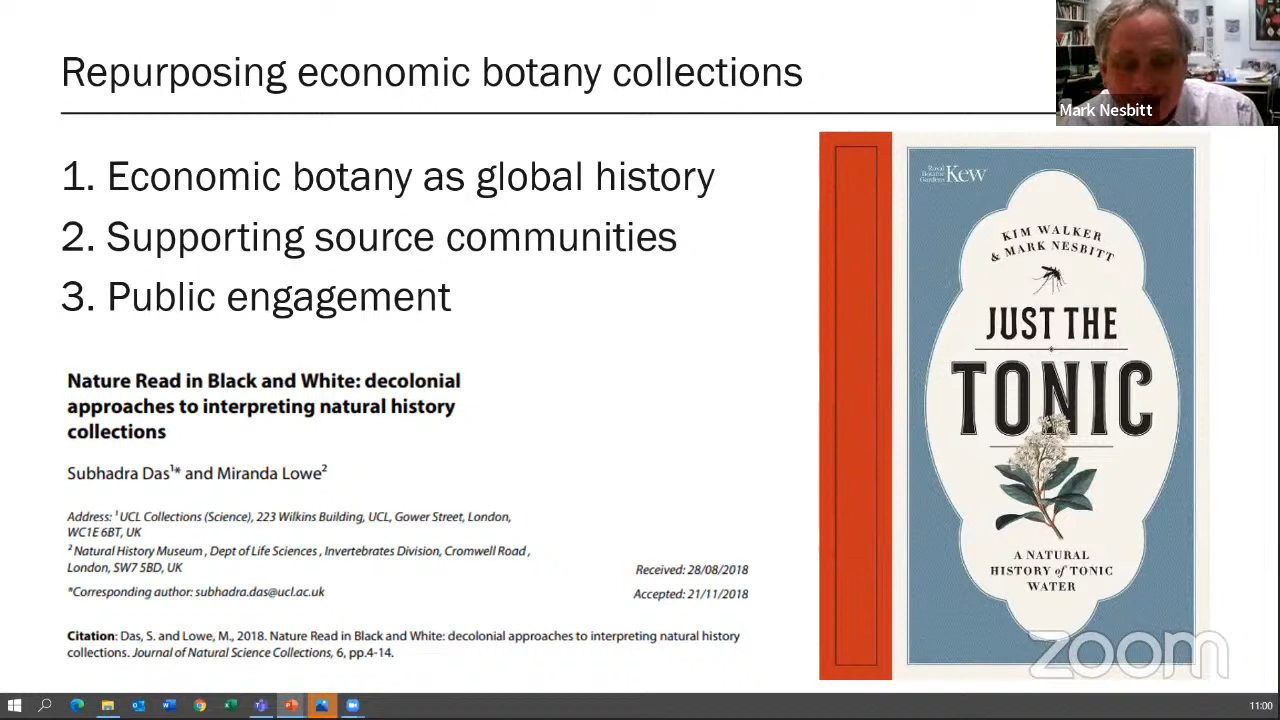 Repurposing economic botany collections
Mark Nesbitt
1. Economic botany as global history
2. Supporting source communities
3. Public engagement
Nature Read in Black and White: decolonial
approaches to interpreting natural history
collections
Subhadra Das¹* and Miranda Lowe²
Address: ¹UCL Collections (Science), 223 Wilkins Building, UCL, Gower Street, London,
WC1E 6BT, UK
²Natural History Museum , Dept of Life Sciences , Invertebrates Division, Cromwell Road ,
London, SW7 5BD, UK
Received: 28/08/2018
*Corresponding author: subhadra.das@ucl.ac.uk
Accepted: 21/11/2018
Citation: Das, S. and Lowe, M., 2018. Nature Read in Black and White: decolonial approaches to interpreting natural history
collections. Journal of Natural Science Collections, 6, pp.4-14.
Royal
Botanic
Gardens
Kew
KIM WALKER
& MARK NESBITT
JUST THE
TONIC
A NATURAL
HISTORY of TONIC
WATER
zoom
11:00